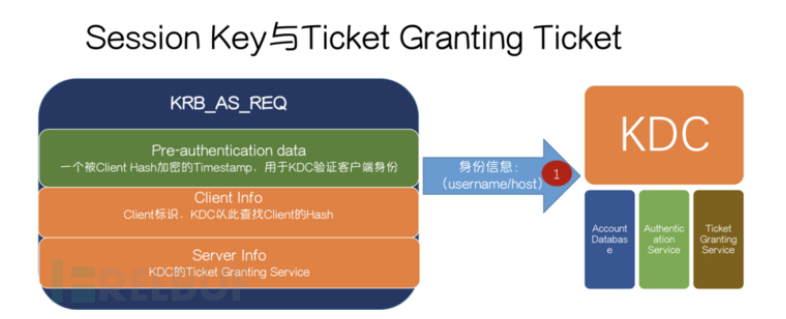 Session Key与Ticket Granting Ticket
KRB_AS_REQ
Pre-authentication data
一个被Client Hash加密的Timestamp，用于KDC验证客户端身份
Client Info
Client标识，KDC以此查找Client的Hash
Server Info
KDC的Ticket Granting Service
身份信息：
（username/host）
1
KDC
Account
Databas
e
Authentic
ation
Service
Ticket
Granting
Service
REEBUF